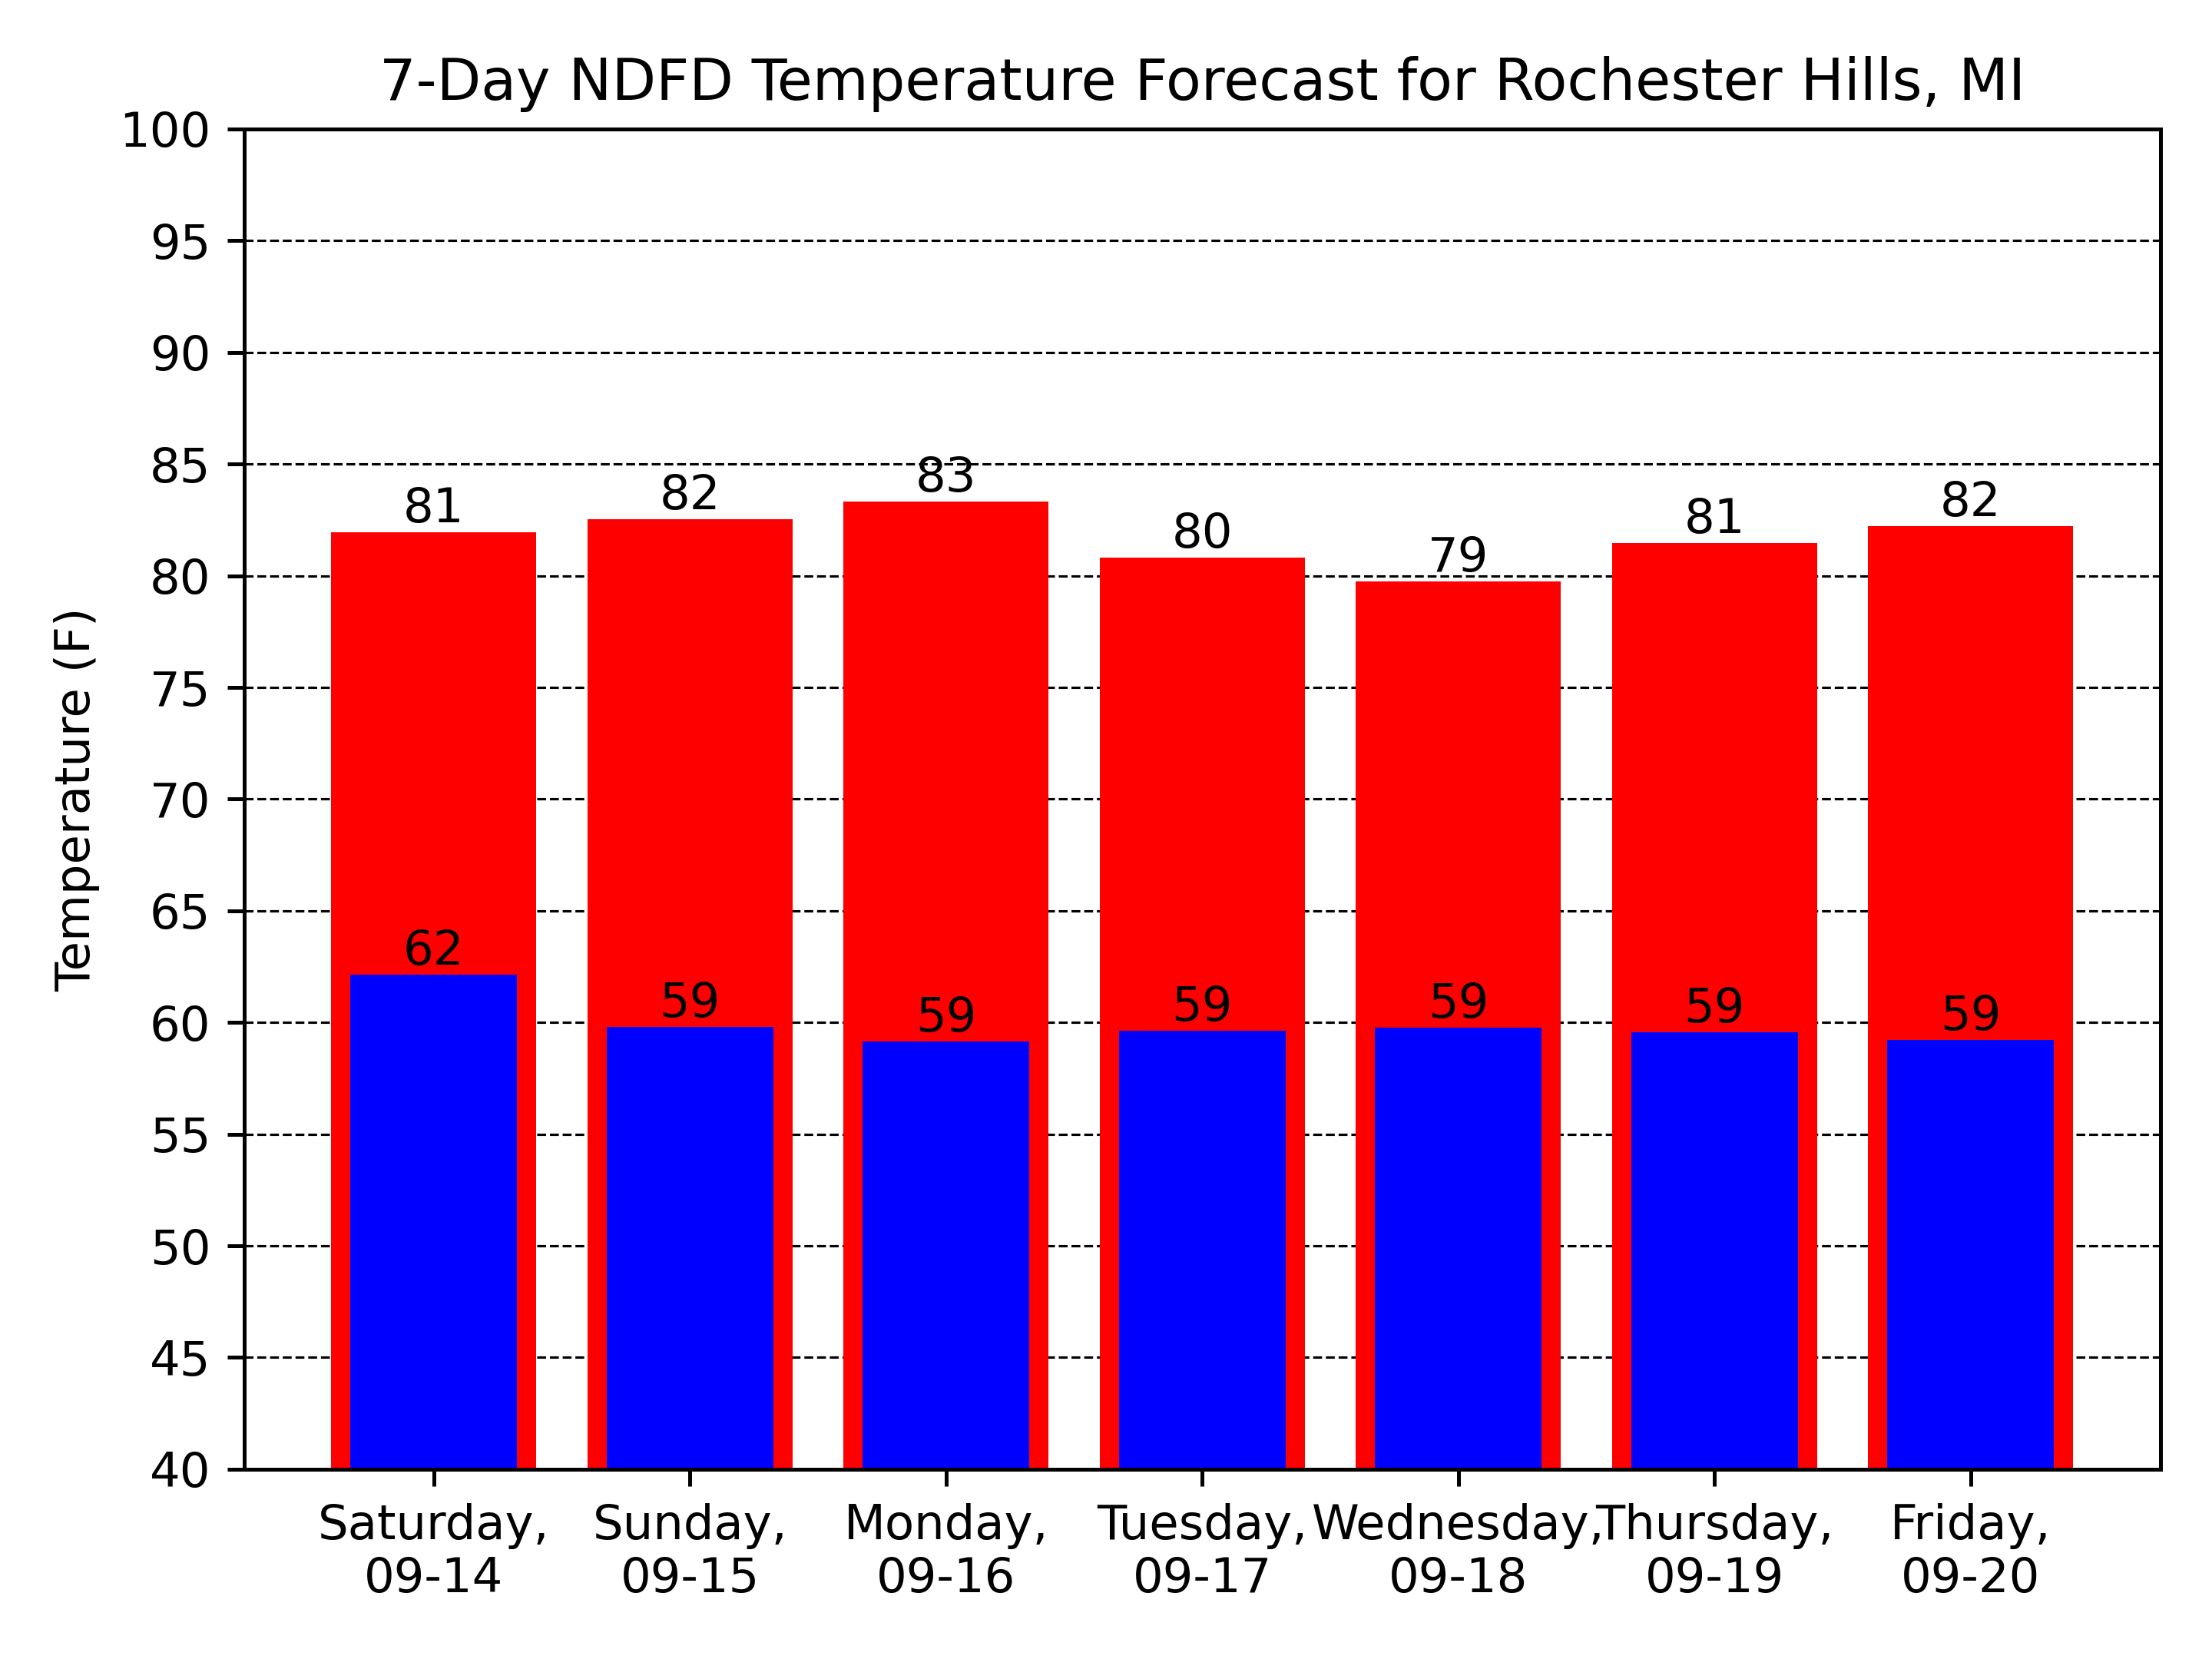 7-Day NDFD Temperature Forecast for Rochester Hills, MI
Temperature (F)
100
95
90
85
80
75
70
65
60
55
50
45
40
81 82 83 80 79 81 82
62 59 59 59 59 59 59
Saturday, Sunday, Monday, Tuesday, Wednesday, Thursday, Friday,
09-14 09-15 09-16 09-17 09-18 09-19 09-20